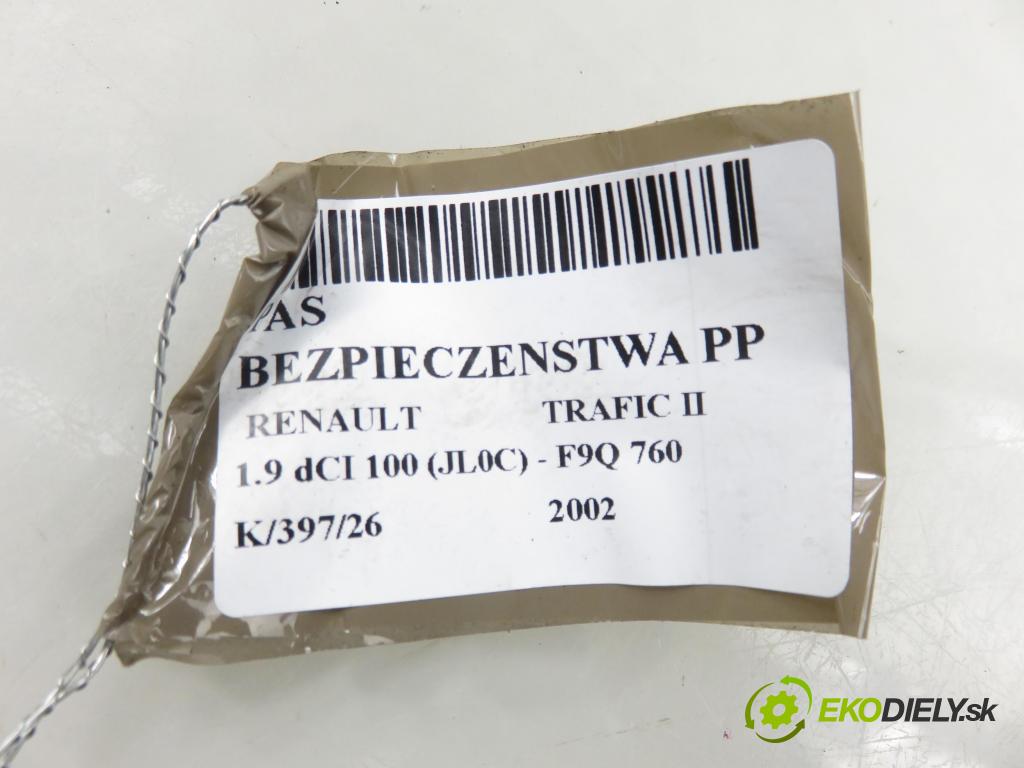 PAS
BEZPIECZENSTWA PP
RENAULT TRAFIC II
1.9 dCI 100 (JL0C) - F9Q 760
K/397/26 2002
EKODIELY.sk